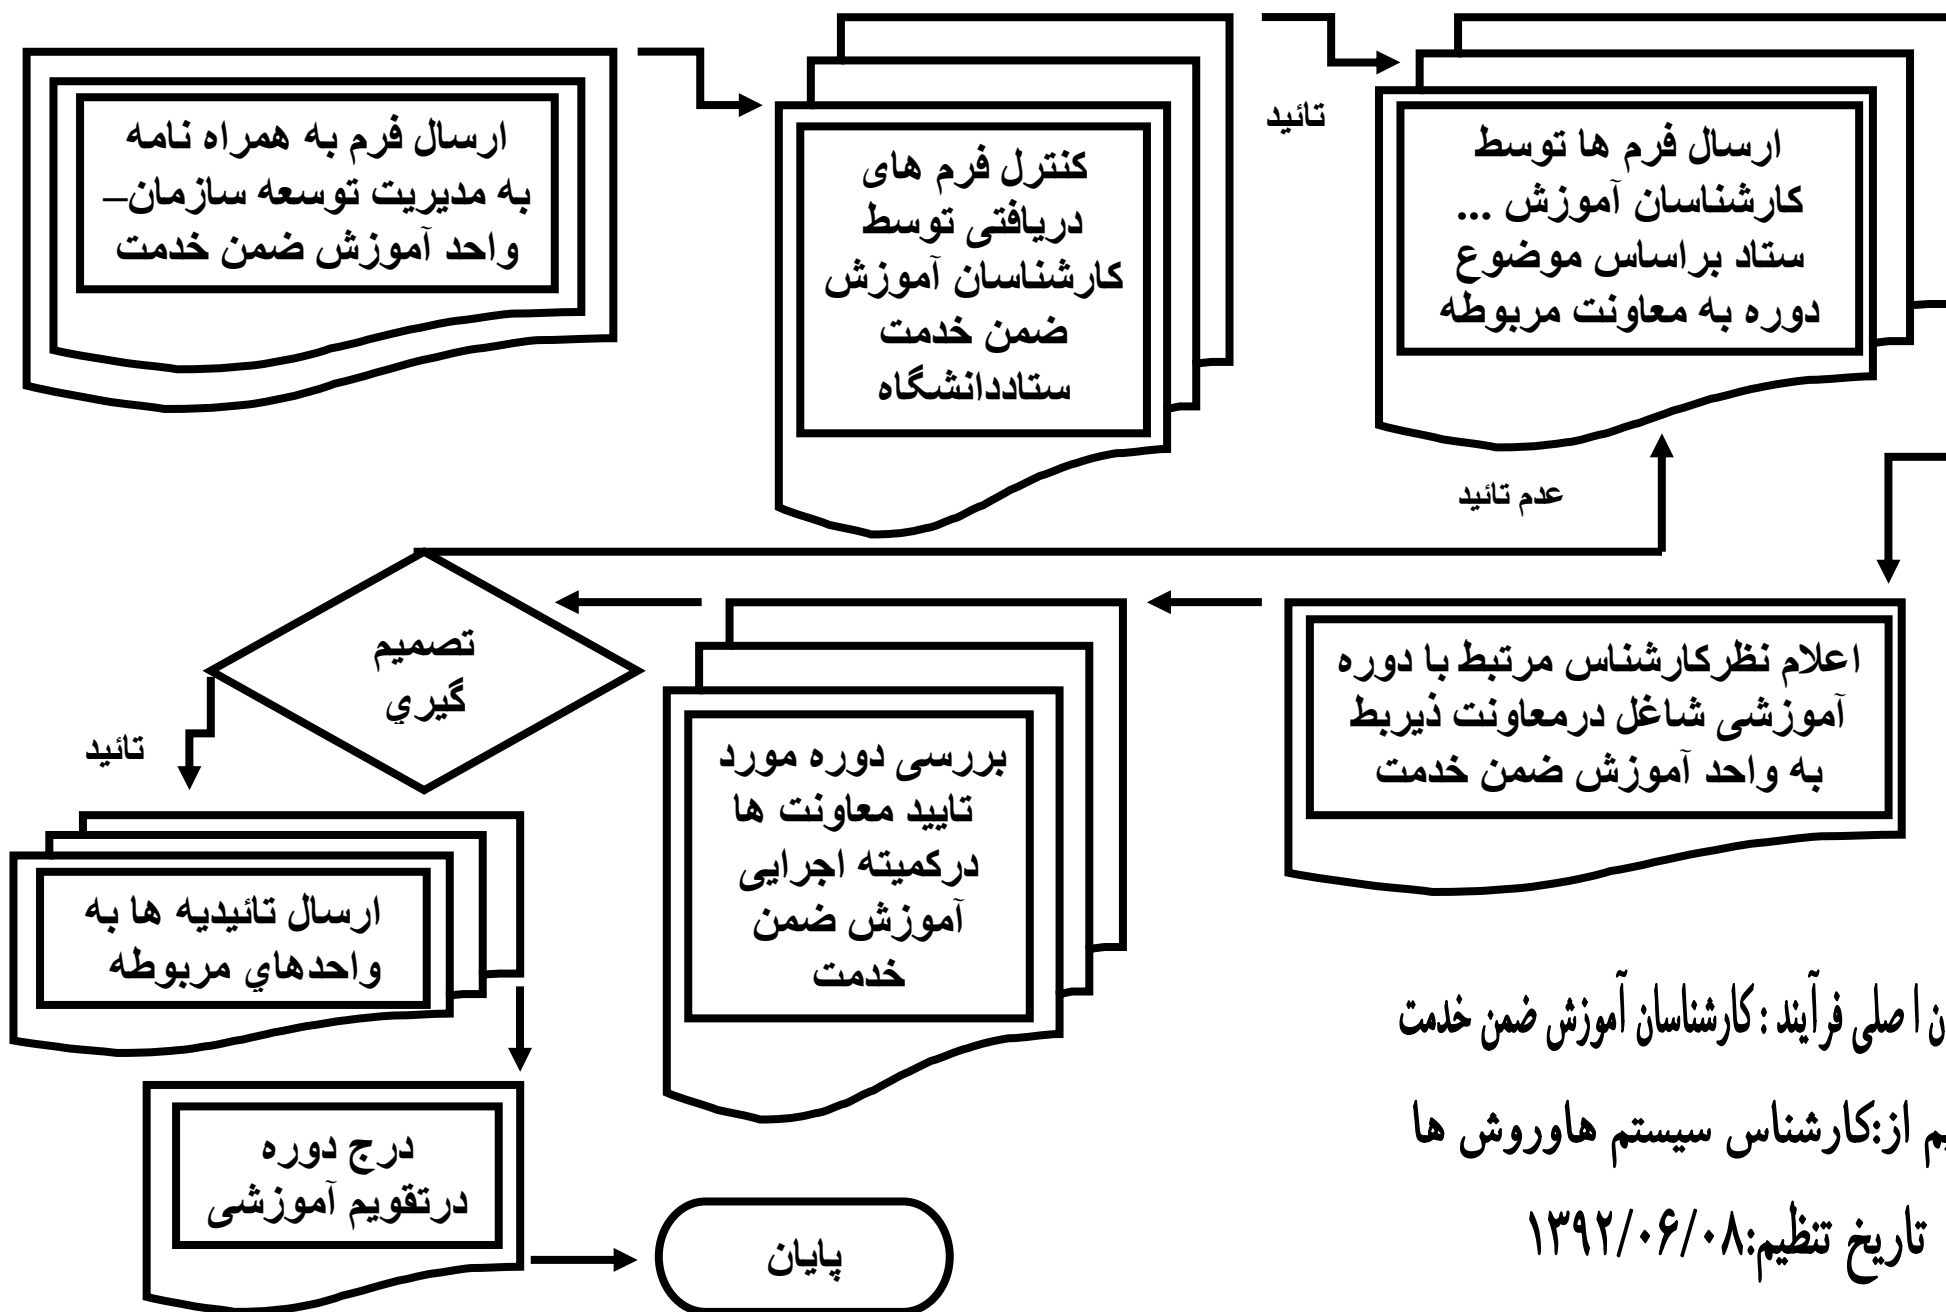 ارسال فرم به همراه نامه
به مدیریت توسعه سازمان–
واحد آموزش ضمن خدمت
کنترل فرم های
دریافتی توسط
کارشناسان آموزش
ضمن خدمت
ستاددانشگاه
تائید
ارسال فرم ها توسط
کارشناسان آموزش ...
ستاد براساس موضوع
دوره به معاونت مربوطه
عدم تائید
اعلام نظرکارشناس مرتبط با دوره
آموزشی شاغل درمعاونت ذیربط
به واحد آموزش ضمن خدمت
بررسی دوره مورد
تایید معاونت ها
درکمیته اجرایی
آموزش ضمن
خدمت
تصمیم
گیري
تائید
ارسال تائیدیه ها به
واحدهاي مربوطه
درج دوره
درتقویم آموزشی
پایان
ا صلی فر آیند : کارشناسان آموزش ضمن خدمت
از:کارشناس سیستم هاوروش ها
تاریخ تنظیم:۱۳۹۲/۰۶/۰۸